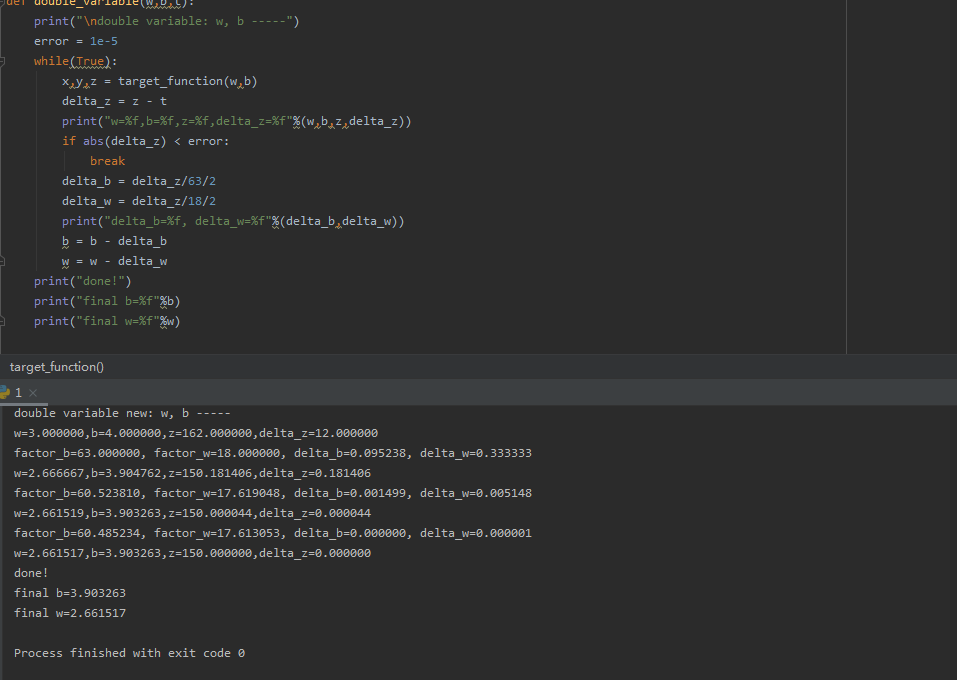 def double_variable(w,b,t):
    print("\ndouble variable: w, b -----")
    error = 1e-5
    while(True):
        x,y,z = target_function(w,b)
        delta_z = z - t
        print("w=%f,b=%f,z=%f,delta_z=%f"%(w,b,z,delta_z))
        if abs(delta_z) < error:
            break
        delta_b = delta_z/63/2
        delta_w = delta_z/18/2
        print("delta_b=%f, delta_w=%f"%(delta_b,delta_w))
        b = b - delta_b
        w = w - delta_w
    print("done!")
    print("final b=%f"%b)
    print("final w=%f"%w)
target_function()
1
double variable new: w, b -----
w=3.000000,b=4.000000,z=162.000000,delta_z=12.000000
factor_b=63.000000, factor_w=18.000000, delta_b=0.095238, delta_w=0.333333
w=2.666667,b=3.904762,z=150.181406,delta_z=0.181406
factor_b=60.523810, factor_w=17.619048, delta_b=0.001499, delta_w=0.005148
w=2.661519,b=3.903263,z=150.000044,delta_z=0.000044
factor_b=60.485234, factor_w=17.613053, delta_b=0.000000, delta_w=0.000001
w=2.661517,b=3.903263,z=150.000000,delta_z=0.000000
done!
final b=3.903263
final w=2.661517
Process finished with exit code 0